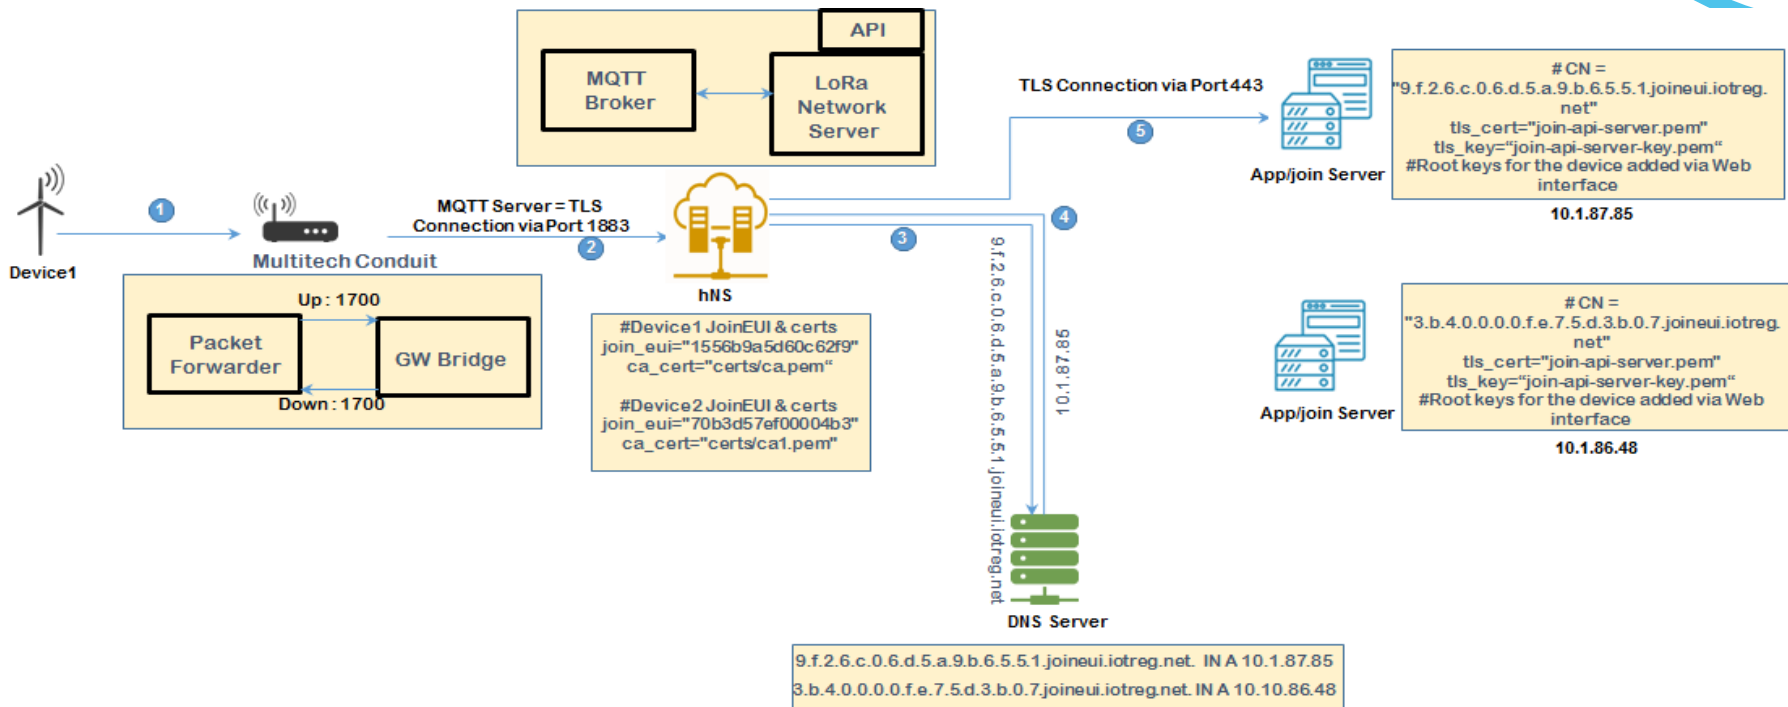 API
MQTT
Broker
LoRa
Network
Server
TLS Connection via Port 443
5
App/join Server
# CN =
"9.f.2.6.c.0.6.d.5.a.9.b.6.5.5.1.joineui.iotreg.
net"
tls_cert="join-api-server.pem"
tls_key=“join-api-server-key.pem“
#Root keys for the device added via Web
interface
10.1.87.85
Device1
1
Multitech Conduit
MQTT Server = TLS
Connection via Port 1883
2
hNS
3
4
9.f.2.6.c.0.6.d.5.a.9.b.6.5.5.1.joineui.iotreg.net
10.1.87.85
Up : 1700
Packet
Forwarder
GW Bridge
Down : 1700
#Device1 JoinEUI & certs
join_eui="1556b9a5d60c62f9"
ca_cert="certs/ca.pem“
#Device2 JoinEUI & certs
join_eui="70b3d57ef00004b3"
ca_cert="certs/ca1.pem"
App/join Server
# CN =
"3.b.4.0.0.0.0.f.e.7.5.d.3.b.0.7.joineui.iotreg.
net"
tls_cert="join-api-server.pem"
tls_key=“join-api-server-key.pem“
#Root keys for the device added via Web
interface
10.1.86.48
DNS Server
9.f.2.6.c.0.6.d.5.a.9.b.6.5.5.1.joineui.iotreg.net. IN A 10.1.87.85
3.b.4.0.0.0.0.f.e.7.5.d.3.b.0.7.joineui.iotreg.net. IN A 10.10.86.48